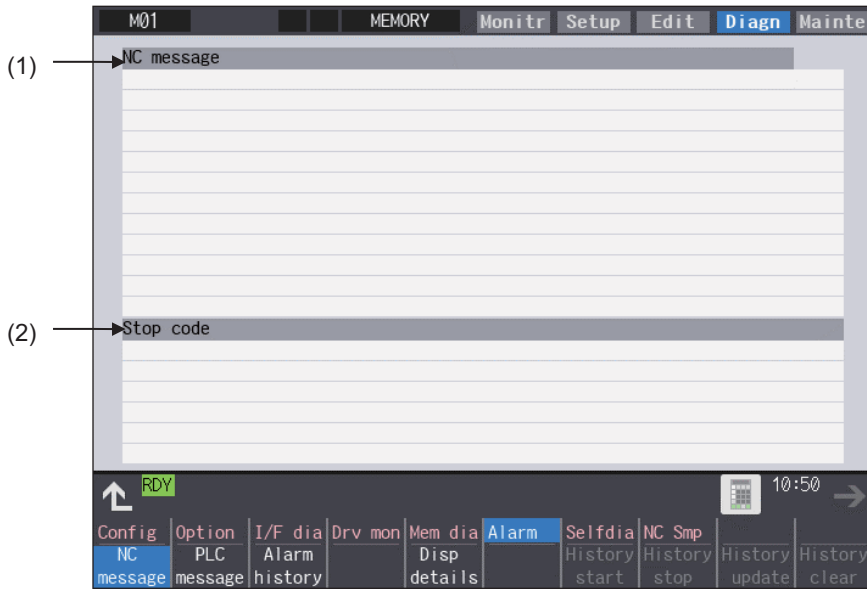 M01 MEMORY Monitr Setup Edit Diagn Mainte
(1) NC message
(2) Stop code
RDY 10:50
Config Option I/F dia Drv mon Mem dia Alarm Selfdia NC Smp
NC PLC Alarm Disp History History History History
message message history details start stop update clear